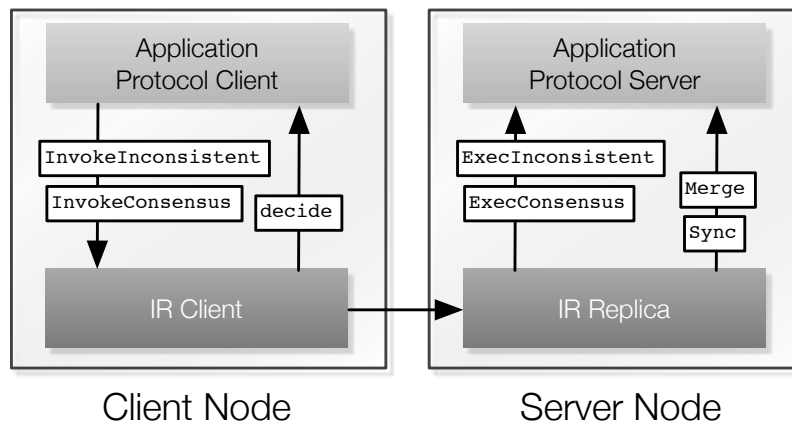 Application
Protocol Client
InvokeInconsistent
InvokeConsensus
decide
IR Client
Client Node
Application
Protocol Server
ExecInconsistent
ExecConsensus
Merge
Sync
IR Replica
Server Node